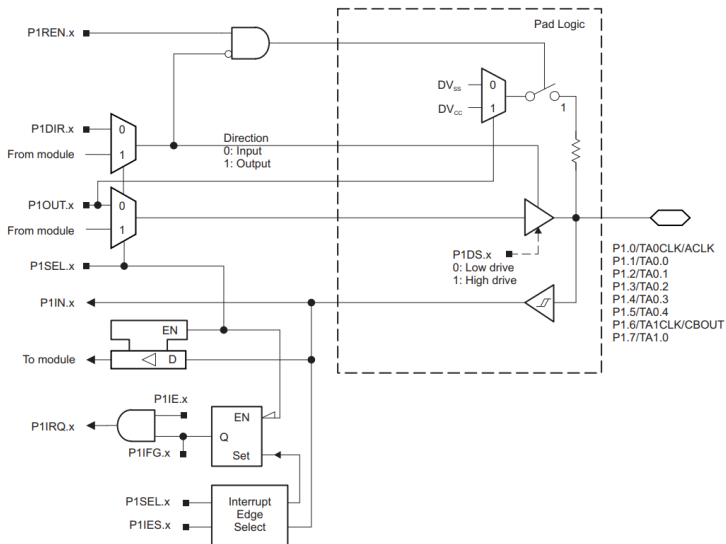 Pad Logic
P1REN.x
DVSS
0
DVCC
1
1
P1DIR.x
0
Direction
0: Input
1: Output
From module
1
P1OUT.x
0
From module
1
P1DS.x
0: Low drive
1: High drive
P1.0/TA0CLK/ACLK
P1.1/TA0.0
P1.2/TA0.1
P1.3/TA0.2
P1.4/TA0.3
P1.5/TA0.4
P1.6/TA1CLK/CBOUT
P1.7/TA1.0
P1SEL.x
P1IN.x
EN
To module
D
P1IE.x
P1IRQ.x
EN
Q
P1IFG.x
Set
P1SEL.x
P1IES.x
Interrupt
Edge
Select